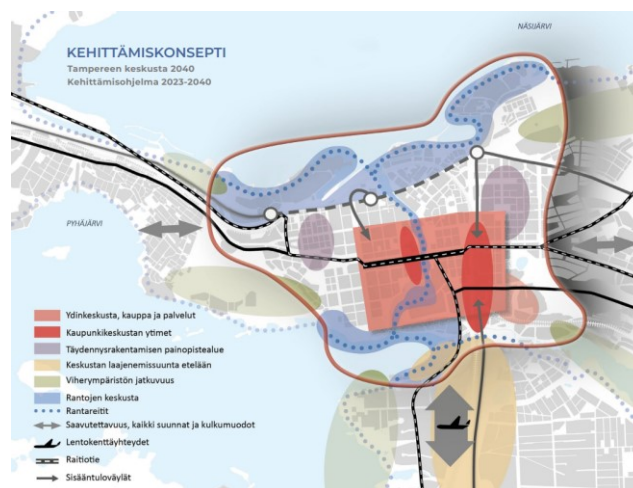 NÄSIJÄRVI
KEHITTÄMISKONSEPTI
Tampereen keskusta 2040
Kehittämisohjelma 2023-2040
PYHÄJÄRVI
Ydinkeskusta, kauppa ja palvelut
Kaupunkikeskustan ytimet
Täydennysrakentamisen painopistealue
Keskustan laajenemissuunta etelään
Viherympäristön jatkuvuus
Rantojen keskusta
Rantareitit
Saavutettavuus, kaikki suunnat ja kulkumuodot
Lentokenttäyhteydet
Raitiotie
Sisääntuloväylät